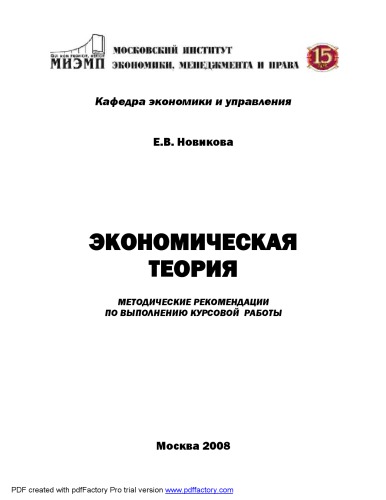 МИЭМП
МОСКОВСКИЙ ИНСТИТУТ
ЭКОНОМИКИ, МЕНЕДЖМЕНТА И ПРАВА
15
лет
Кафедра экономики и управления
Е.В. Новикова
ЭКОНОМИЧЕСКАЯ
ТЕОРИЯ
МЕТОДИЧЕСКИЕ РЕКОМЕНДАЦИИ
ПО ВЫПОЛНЕНИЮ КУРСОВОЙ РАБОТЫ
Москва 2008
PDF created with pdfFactory Pro trial version www.pdffactory.com